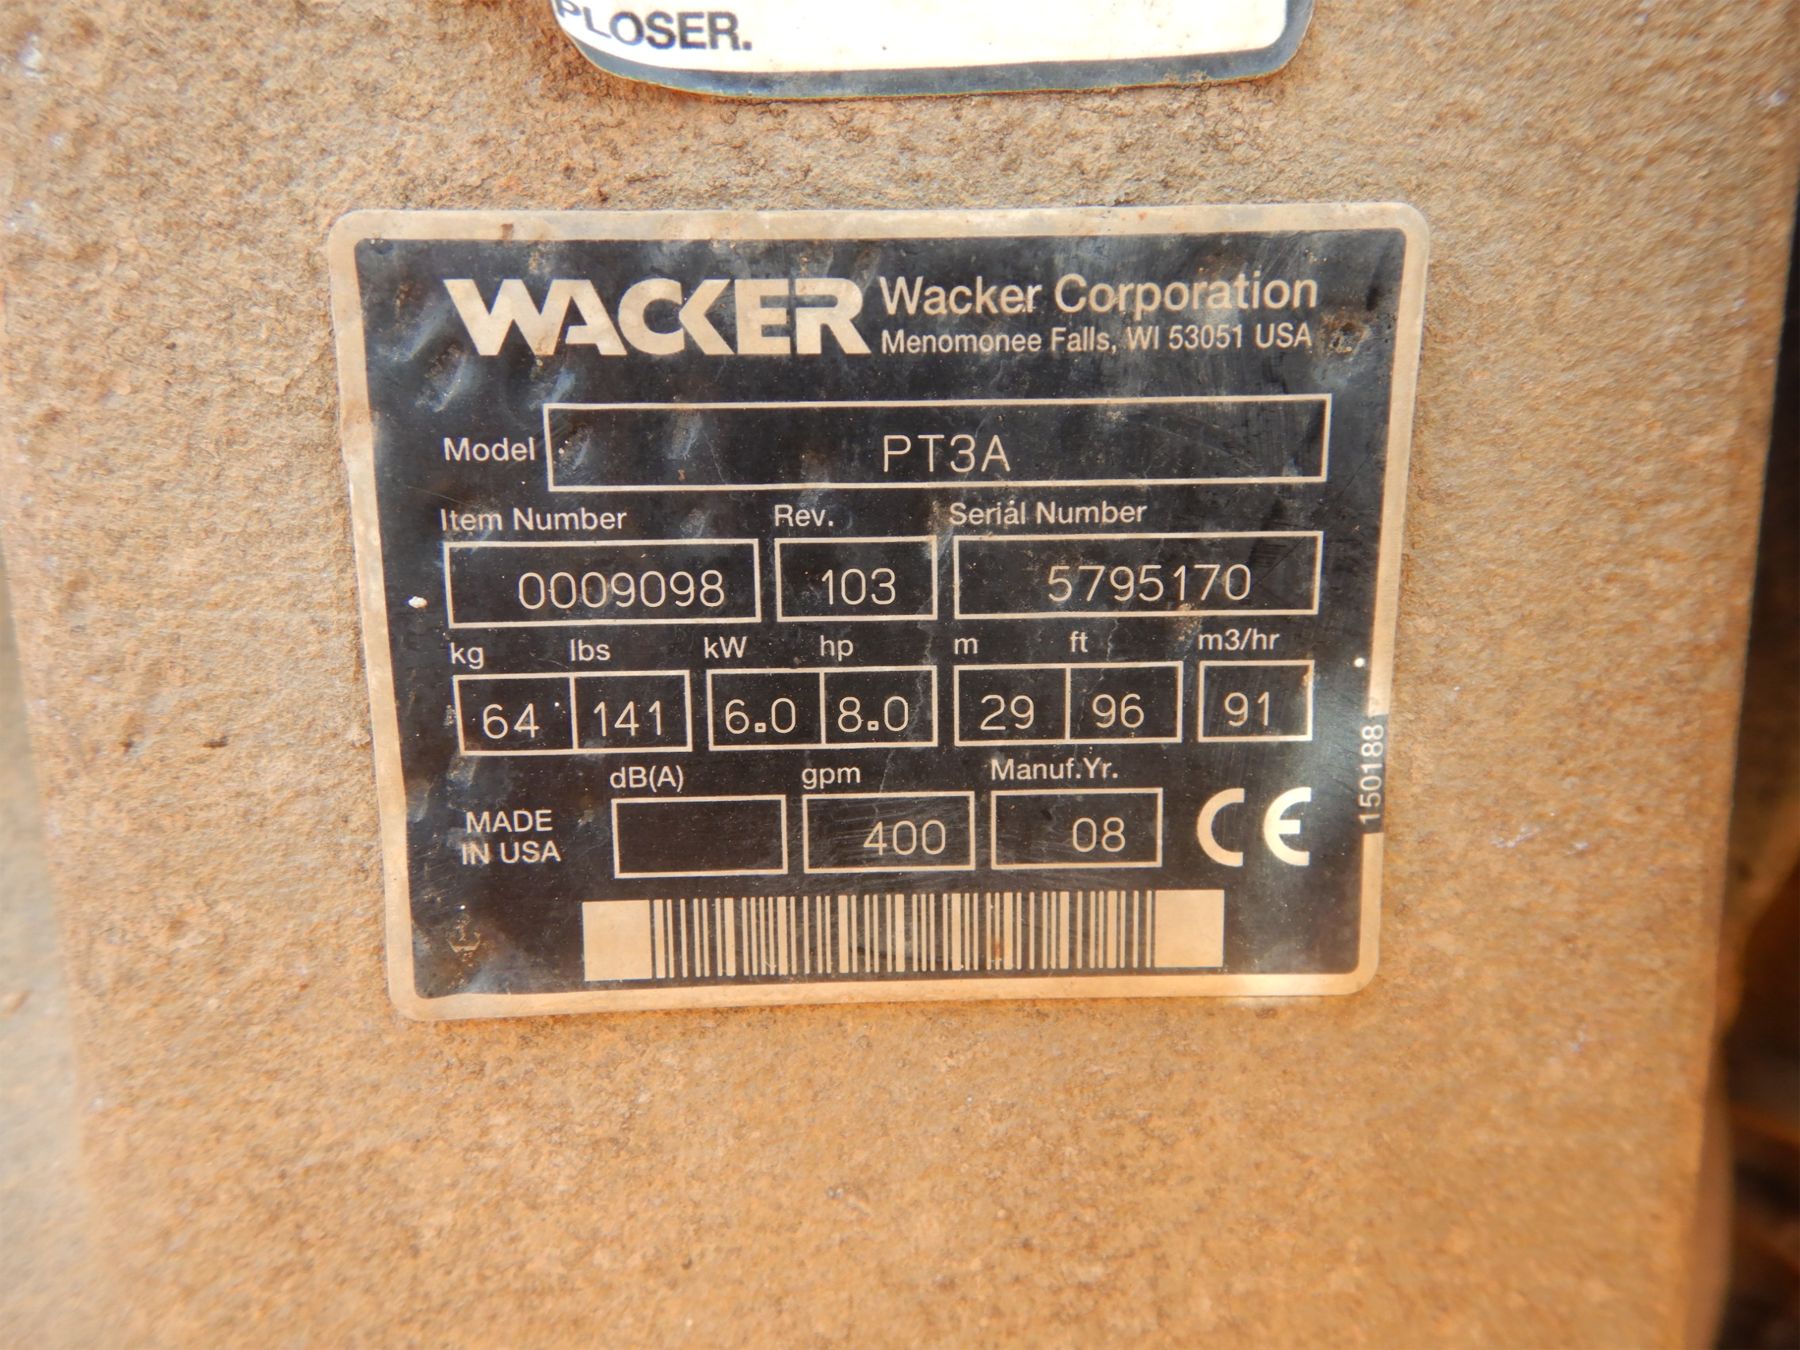 PLOSER.
WACKER Wacker Corporation
Menomonee Falls, WI 53051 USA
Model PT3A
Item Number Rev. Serial Number
0009098 103 5795170
kg lbs kW hp m ft m3/hr
64 141 6.0 8.0 29 96 91
dB(A) gpm Manuf.Yr.
MADE
IN USA
400 08 CE
150188